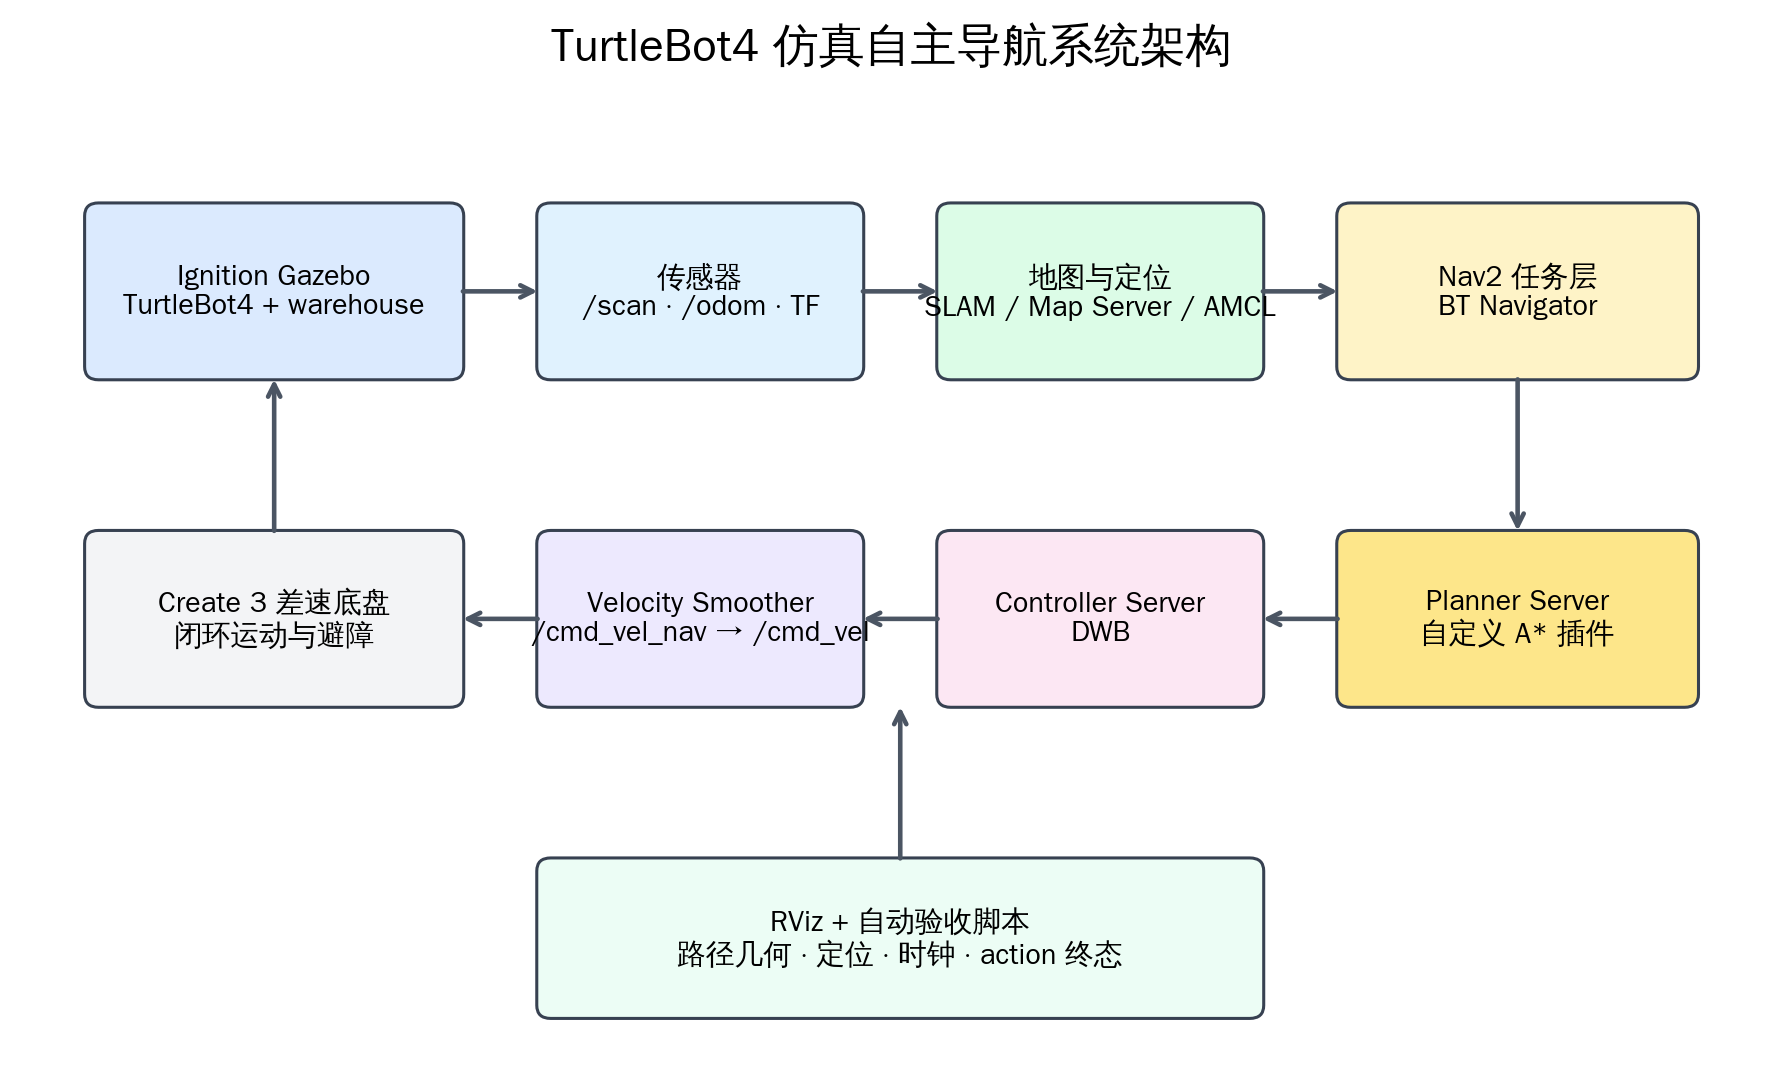 TurtleBot4 仿真自主导航系统架构
Ignition Gazebo
TurtleBot4 + warehouse
传感器
/scan · /odom · TF
地图与定位
SLAM / Map Server / AMCL
Nav2 任务层
BT Navigator
Create 3 差速底盘
闭环运动与避障
Velocity Smoother
/cmd_vel_nav → /cmd_vel
Controller Server
DWB
Planner Server
自定义 A* 插件
RViz + 自动验收脚本
路径几何 · 定位 · 时钟 · action 终态